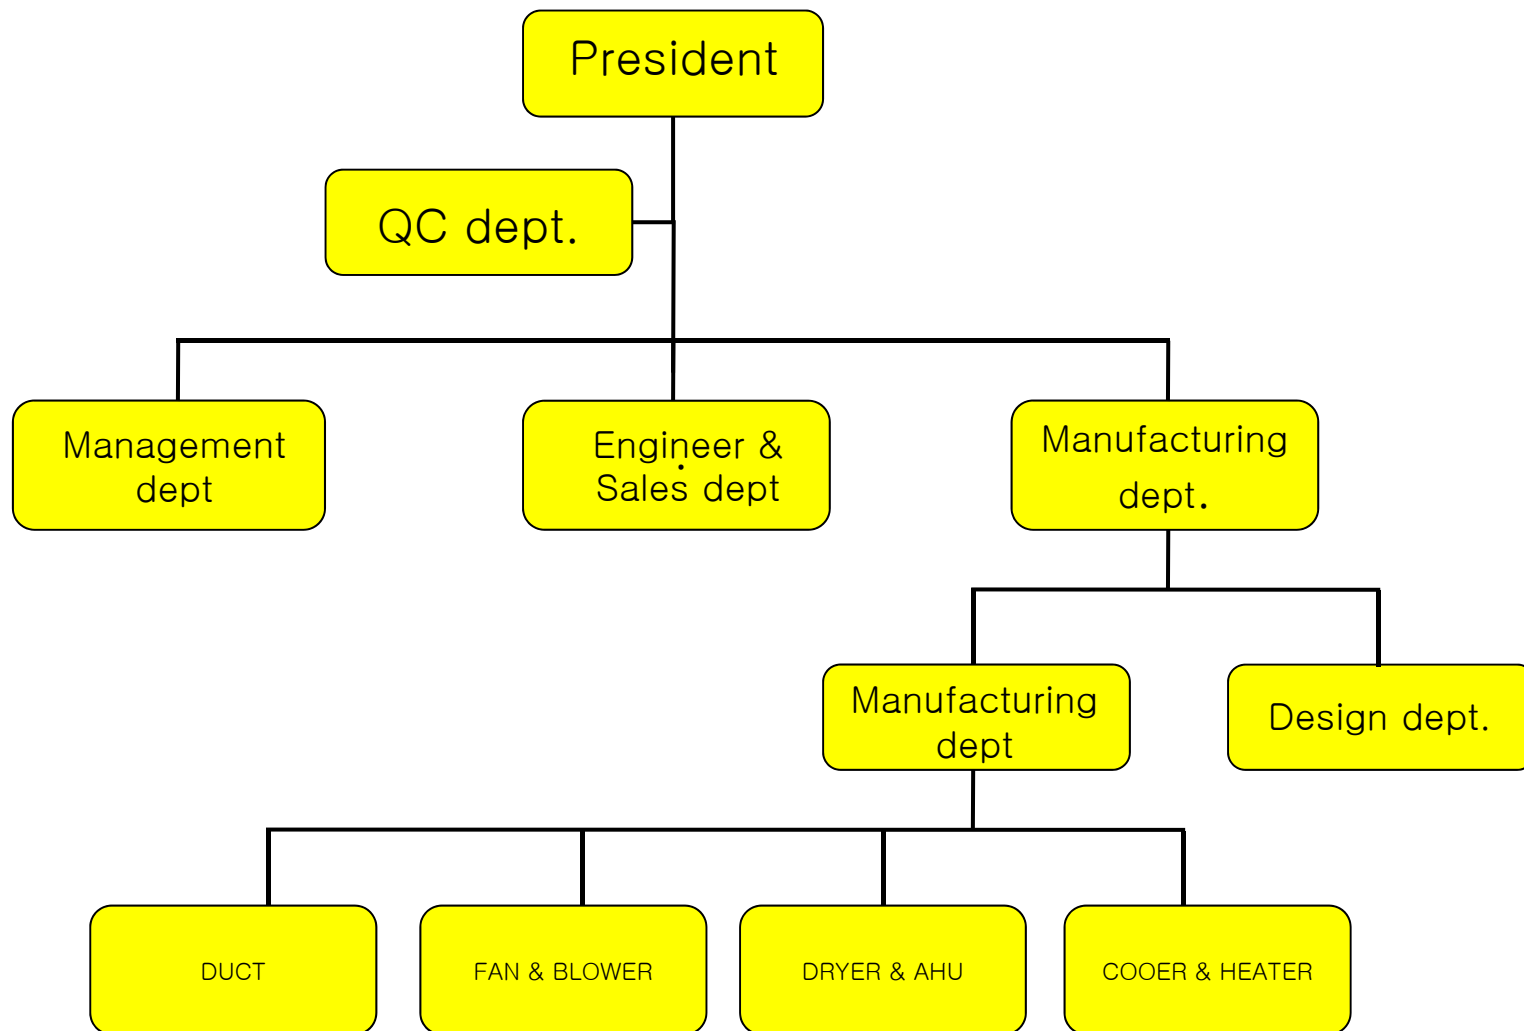 President
QC dept.
Management
dept
Engineer &
Sales dept
Manufacturing
dept.
Manufacturing
dept
Design dept.
DUCT
FAN & BLOWER
DRYER & AHU
COOER & HEATER